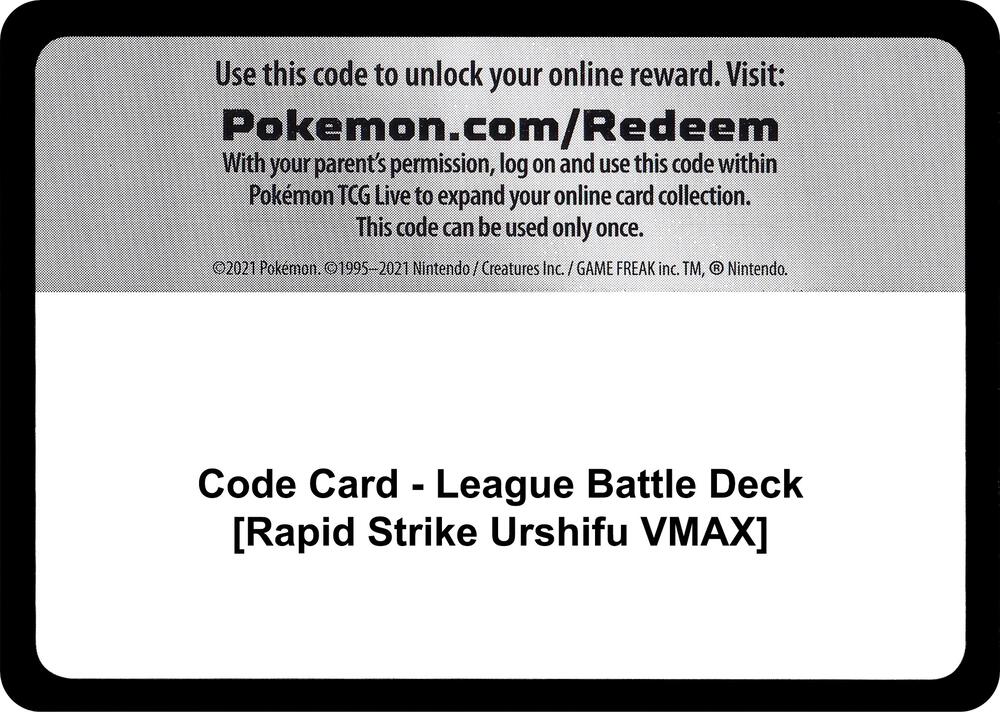 Use this code to unlock your online reward. Visit:
Pokemon.com/Redeem
With your parent's permission, log on and use this code within
Pokémon TCG Live to expand your online card collection.
This code can be used only once.
©2021 Pokémon. ©1995–2021 Nintendo / Creatures Inc. / GAME FREAK inc. TM, ® Nintendo.
Code Card - League Battle Deck
[Rapid Strike Urshifu VMAX]